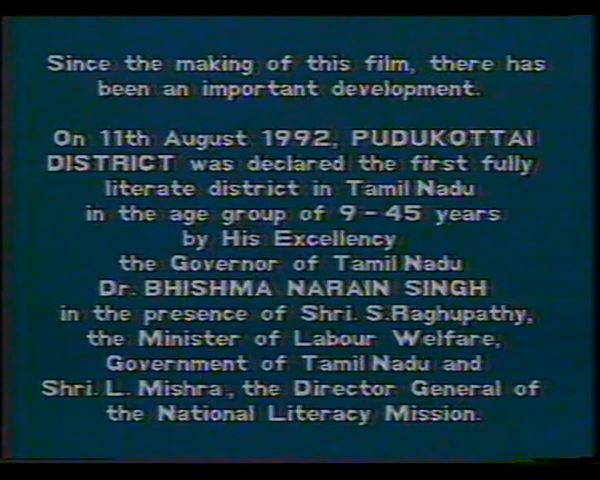 Since the making of this film, there has
been an important development.
On 11th August 1992, PUDUKOTTAI
DISTRICT was declared the first fully
literate district in Tamil Nadu
in the age group of 9 - 45 years
by His Excellency
the Governor of Tamil Nadu
Dr. BHISHMA NARAIN SINGH
in the presence of Shri. S.Raghupathy,
the Minister of Labour Welfare,
Government of Tamil Nadu and
Shri. L. Mishra, the Director General of
the National Literacy Mission.